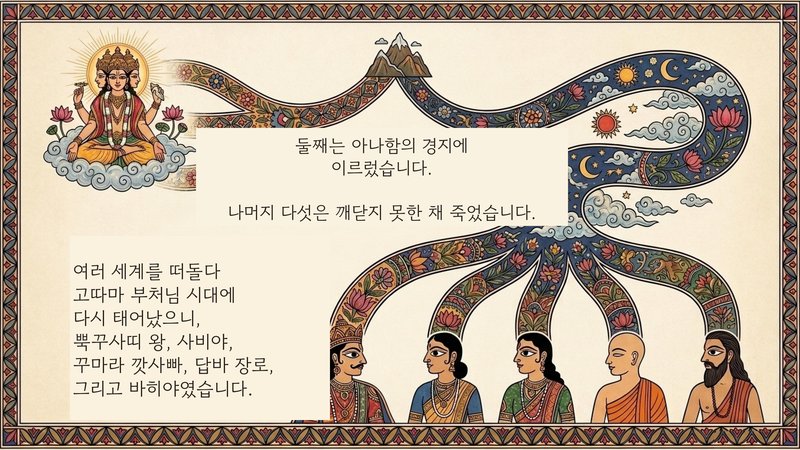 둘째는 아나함의 경지에
이르렀습니다.
나머지 다섯은 깨닫지 못한 채 죽었습니다.
여러 세계를 떠돌다
고따마 부처님 시대에
다시 태어났으니,
뿍꾸사띠 왕, 사비야,
꾸마라 깟사빠, 답바 장로,
그리고 바히야였습니다.